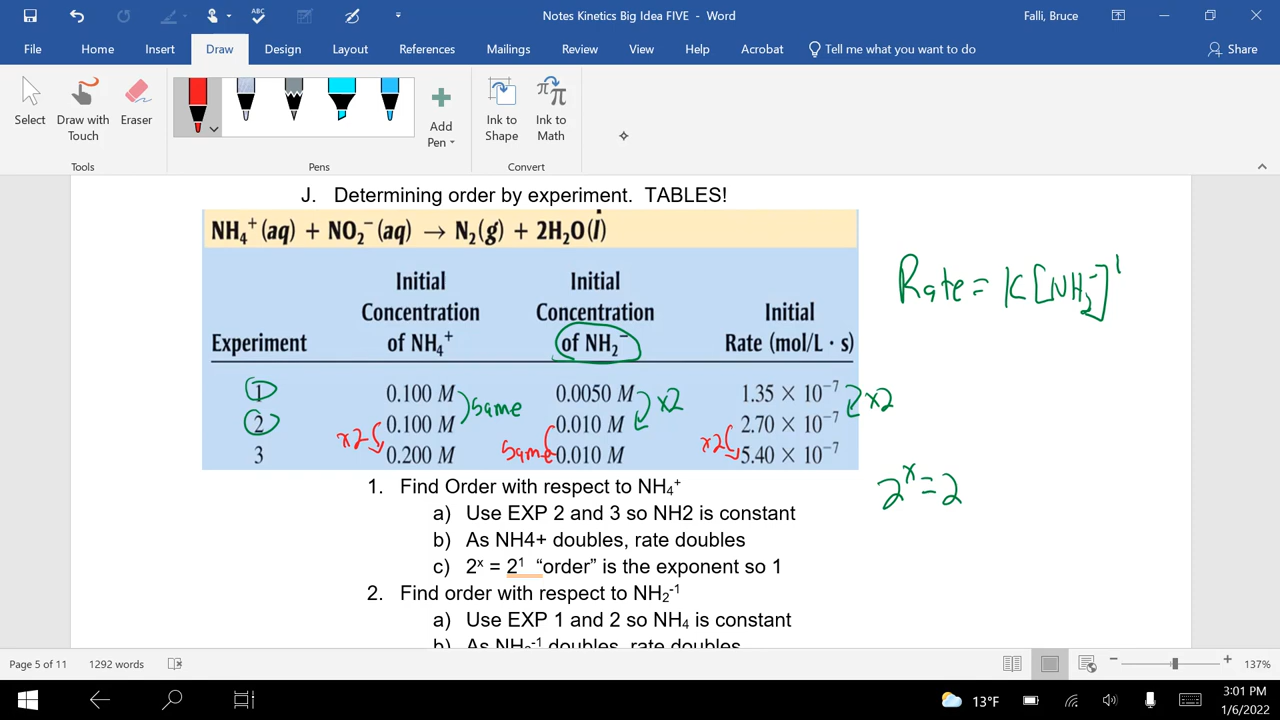 Notes Kinetics Big Idea FIVE - Word
Falli, Bruce
File Home Insert Draw Design Layout References Mailings Review View Help Acrobat Tell me what you want to do Share
Select
Draw with Touch
Eraser
Add Pen
Ink to Shape
Ink to Math
Tools
Pens
Convert
J. Determining order by experiment. TABLES!
NH₄⁺(aq) + NO₂⁻(aq) → N₂(g) + 2H₂O(l)
Experiment
Initial Concentration of NH₄⁺
Initial Concentration of NH₂⁻
Initial Rate (mol/L · s)
1 0.100 M 0.0050 M 1.35 × 10⁻⁷
2 0.100 M 0.010 M 2.70 × 10⁻⁷
3 0.200 M 0.010 M 5.40 × 10⁻⁷
same
x2
x2
x2
same
x2
Rate = K[NH₂⁻]¹
2ˣ = 2
1. Find Order with respect to NH₄⁺
a) Use EXP 2 and 3 so NH2 is constant
b) As NH4+ doubles, rate doubles
c) 2ˣ = 2¹ “order” is the exponent so 1
2. Find order with respect to NH₂⁻¹
a) Use EXP 1 and 2 so NH₄ is constant
b) As NH₂⁻¹ doubles, rate doubles
Page 5 of 11 1292 words
137%
13°F
3:01 PM
1/6/2022